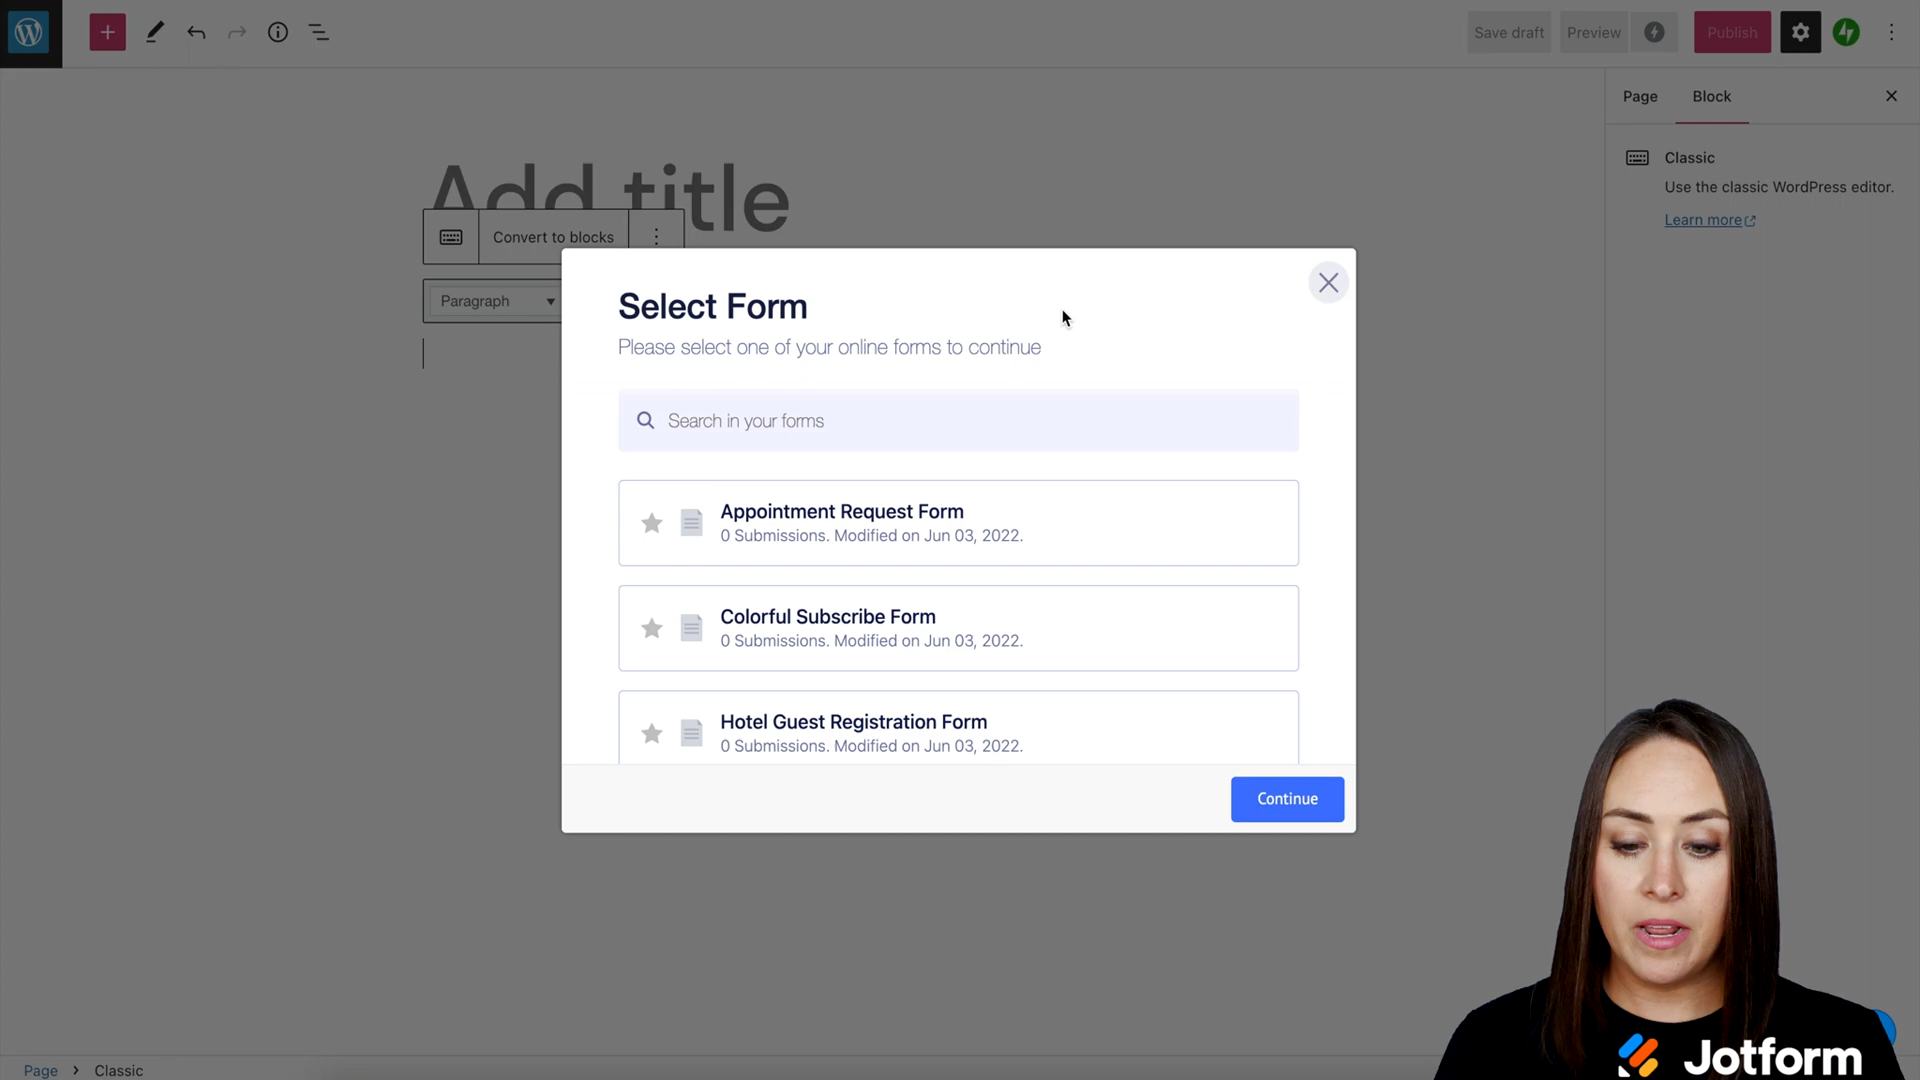 Save draft
Preview
Publish
Page
Block
Classic
Use the classic WordPress editor.
Learn more
Add title
Convert to blocks
Paragraph
Select Form
Please select one of your online forms to continue
Search in your forms
Appointment Request Form
0 Submissions. Modified on Jun 03, 2022.
Colorful Subscribe Form
0 Submissions. Modified on Jun 03, 2022.
Hotel Guest Registration Form
0 Submissions. Modified on Jun 03, 2022.
Continue
Jotform
Page > Classic